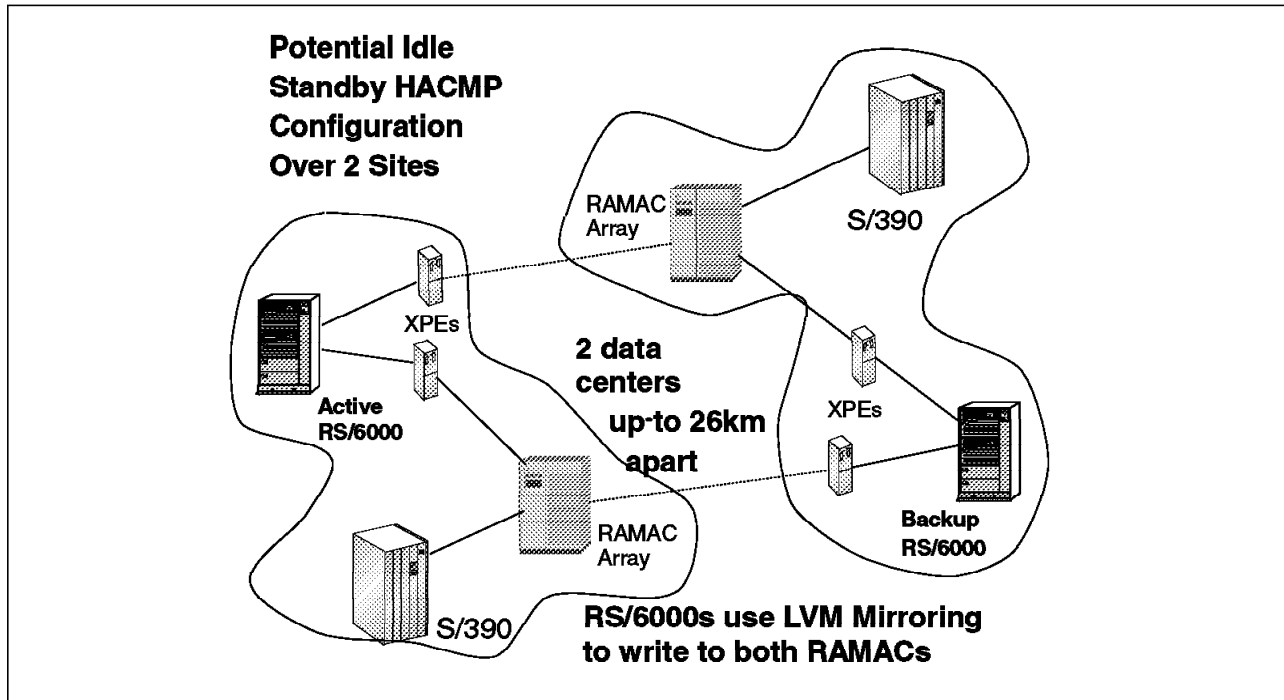 Potential Idle
Standby HACMP
Configuration
Over 2 Sites
RAMAC
Array
S/390
XPEs
Active
RS/6000
2 data
centers
up-to 26km
apart
XPEs
Backup
RS/6000
RAMAC
Array
S/390
RS/6000s use LVM Mirroring
to write to both RAMACs